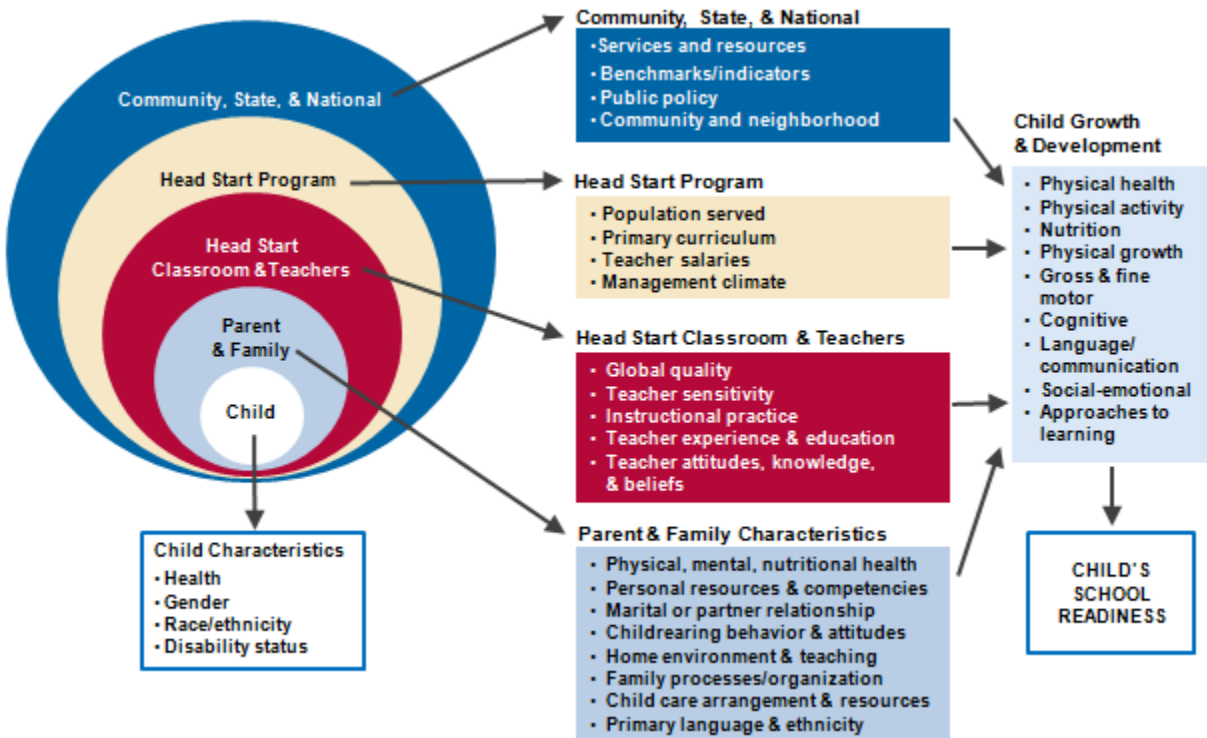 Community, State, & National
Head Start Program
Head Start
Classroom & Teachers
Parent
& Family
Child
Child Characteristics
• Health
• Gender
• Race/ethnicity
• Disability status
Community, State, & National
• Services and resources
• Benchmarks/indicators
• Public policy
• Community and neighborhood
Head Start Program
• Population served
• Primary curriculum
• Teacher salaries
• Management climate
Head Start Classroom & Teachers
• Global quality
• Teacher sensitivity
• Instructional practice
• Teacher experience & education
• Teacher attitudes, knowledge,
& beliefs
Parent & Family Characteristics
• Physical, mental, nutritional health
• Personal resources & competencies
• Marital or partner relationship
• Childrearing behavior & attitudes
• Home environment & teaching
• Family processes/organization
• Child care arrangement & resources
• Primary language & ethnicity
Child Growth
& Development
• Physical health
• Physical activity
• Nutrition
• Physical growth
• Gross & fine
motor
• Cognitive
• Language/
communication
• Social-emotional
• Approaches to
learning
CHILD'S
SCHOOL
READINESS